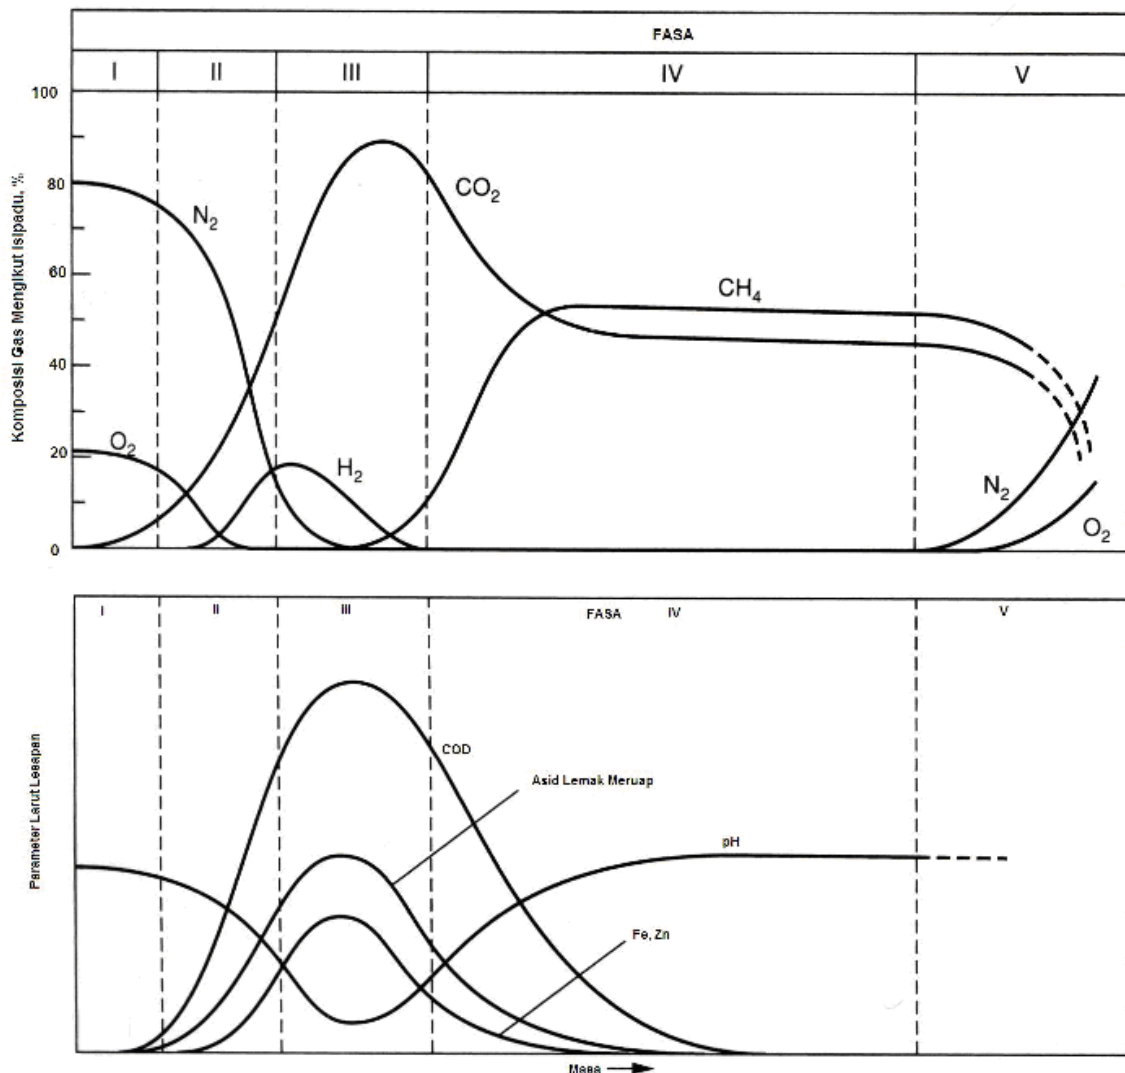 FASA
I II III IV V
100
80
60
40
20
0
Komposisi Gas Mengikut Isipadu, %
N₂
CO₂
CH₄
O₂
H₂
N₂
O₂
I II III FASA IV V
Parameter Larut Lesapan
COD
Asid Lemak Meruap
pH
Fe, Zn
Masa